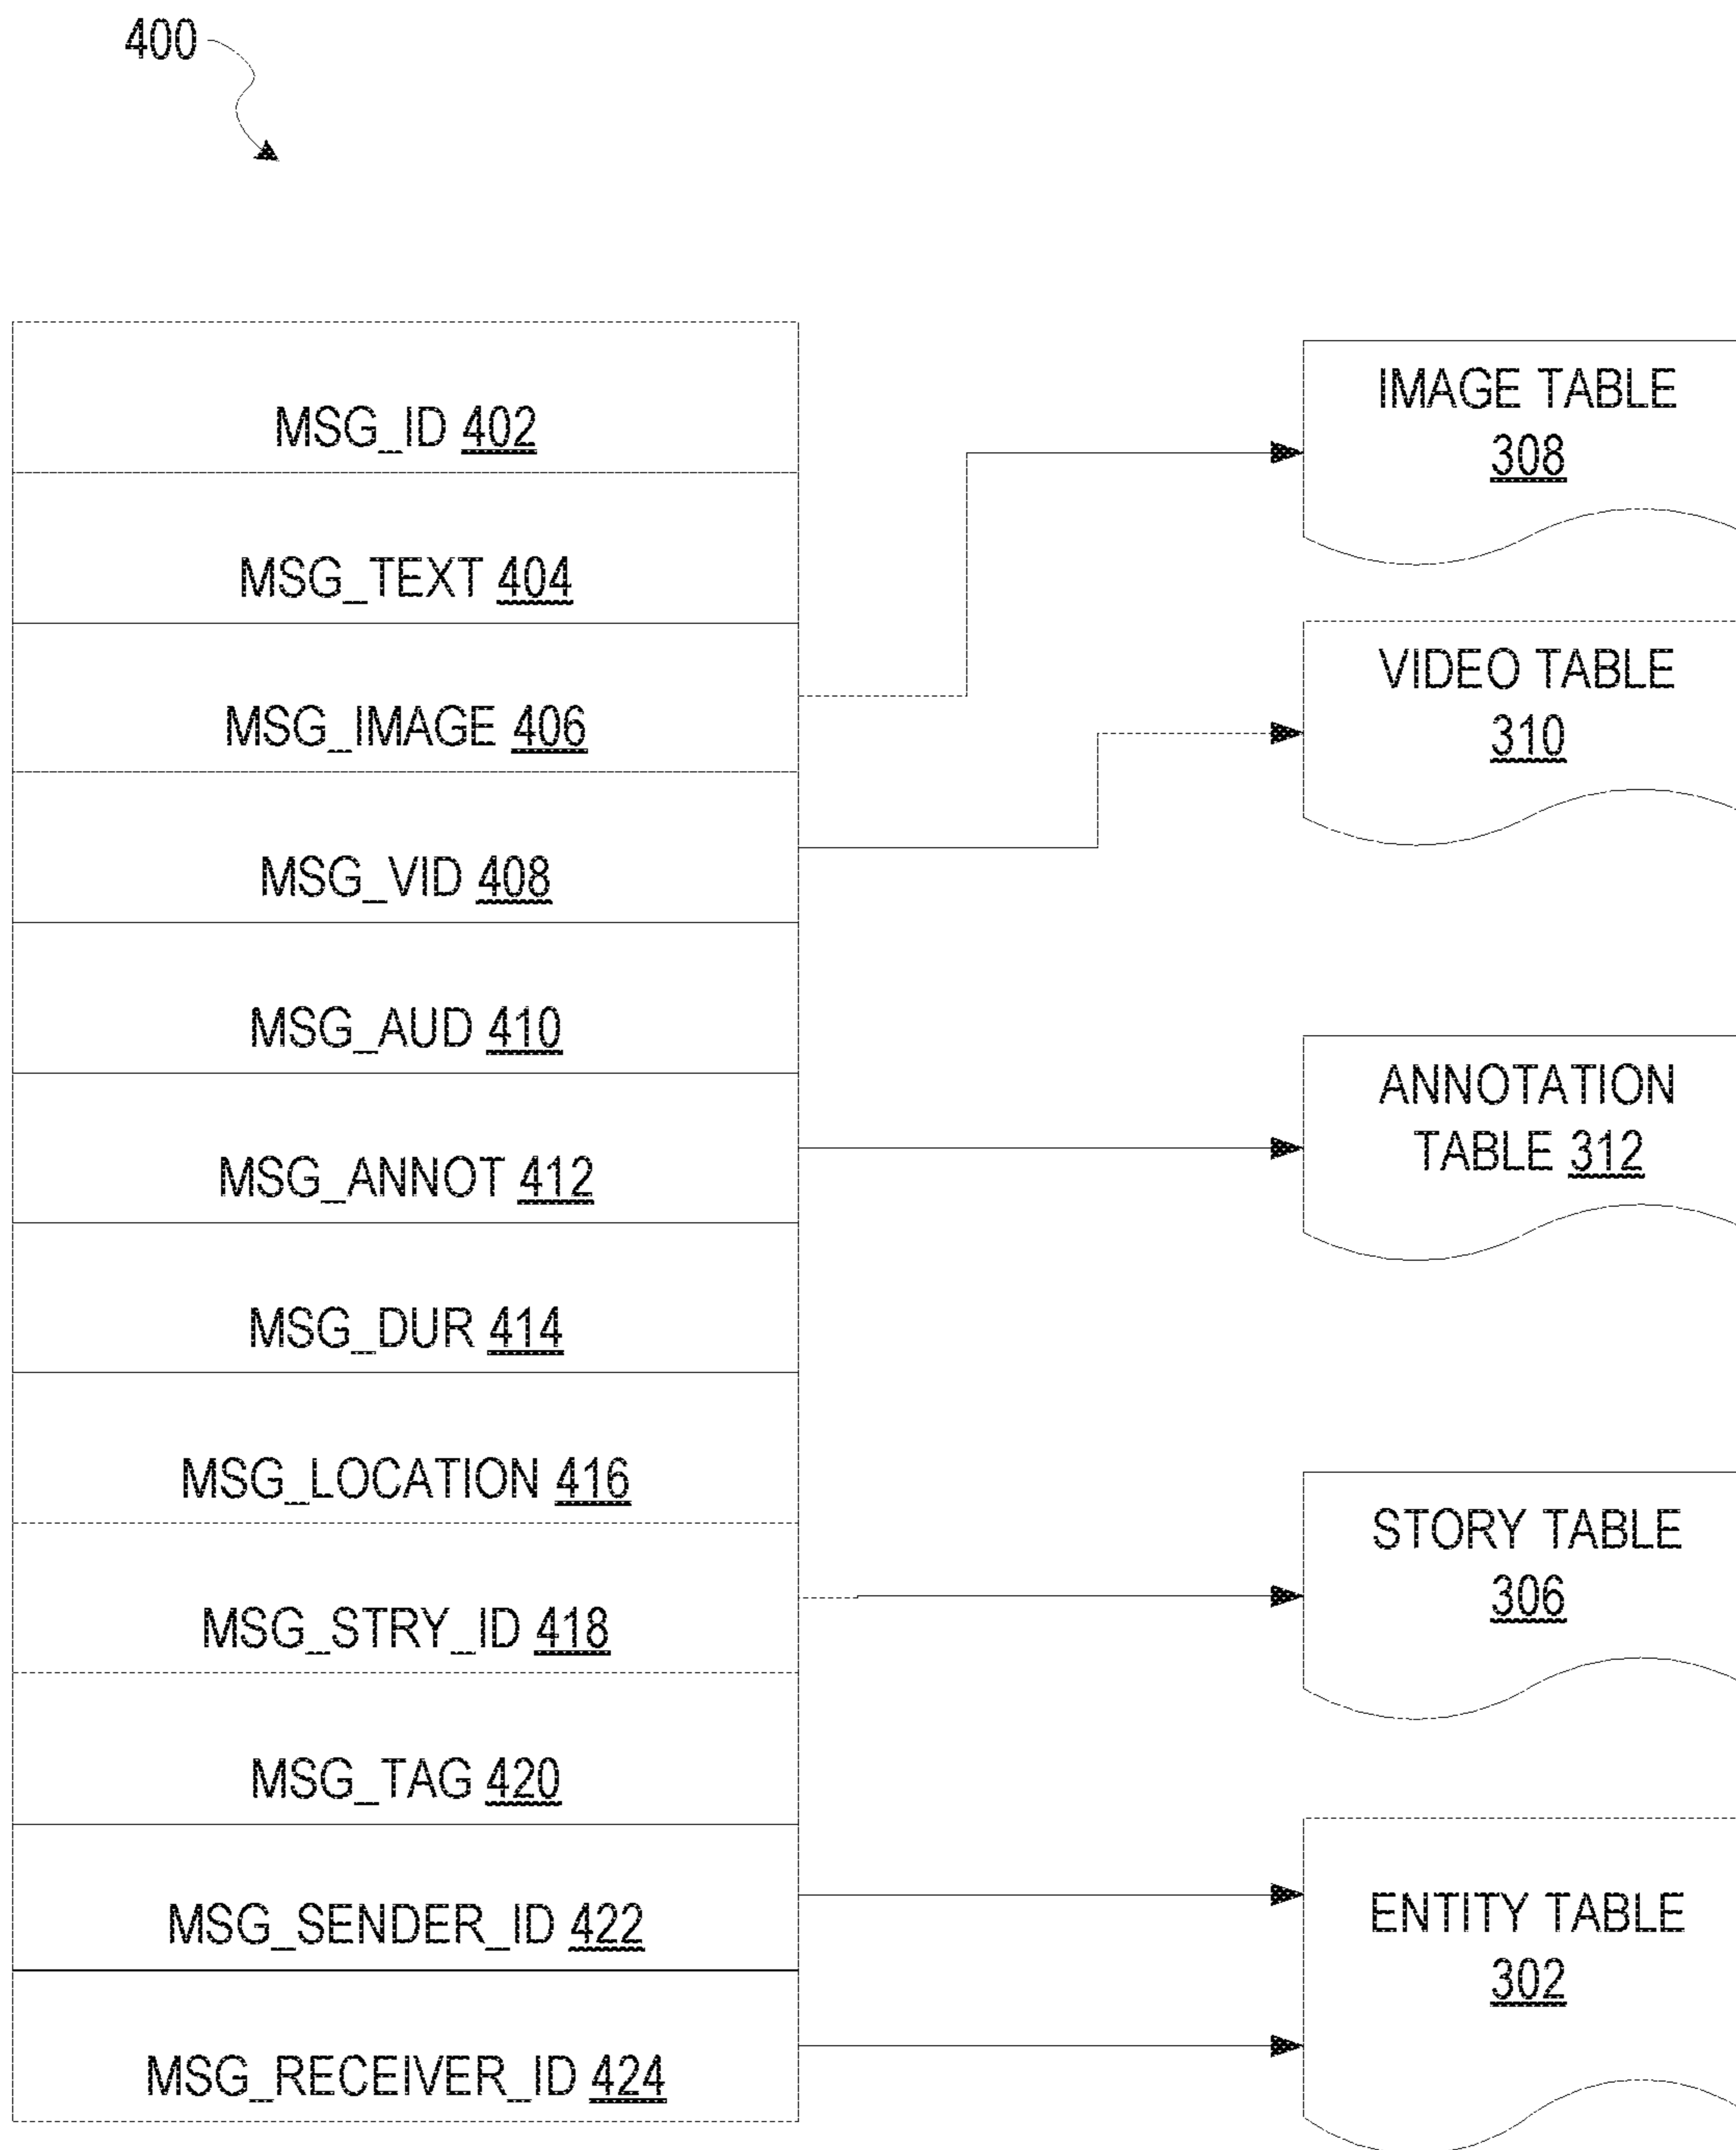 400
MSG_ID 402
MSG_TEXT 404
MSG_IMAGE 406
MSG_VID 408
MSG_AUD 410
MSG_ANNOT 412
MSG_DUR 414
MSG_LOCATION 416
MSG_STRY_ID 418
MSG_TAG 420
MSG_SENDER_ID 422
MSG_RECEIVER_ID 424
IMAGE TABLE
308
VIDEO TABLE
310
ANNOTATION
TABLE 312
STORY TABLE
306
ENTITY TABLE
302